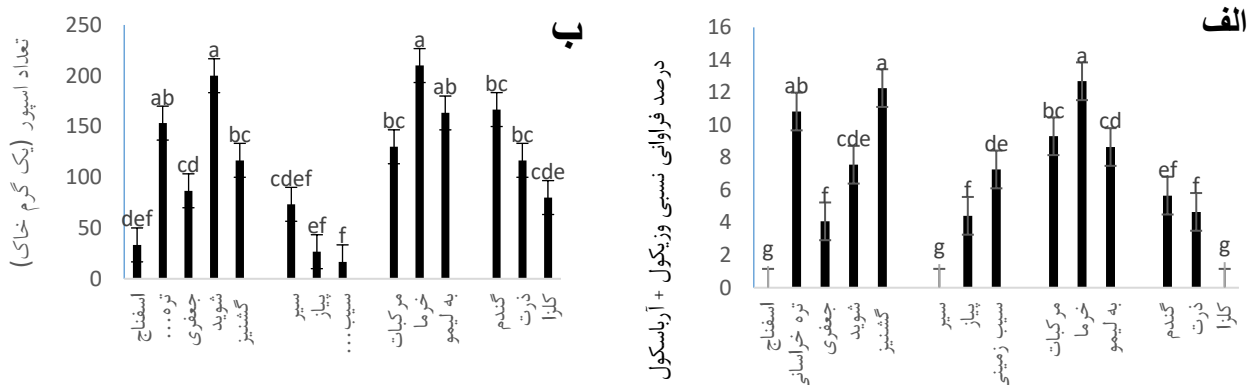 الف
درصد فراوانی نسبی وزیکول + آرباسکول
16
14
12
10
8
6
4
2
0
g
ab
f
cde
a
g
f
de
bc
a
cd
ef
f
g
اسفناج
تره خراسانی
جعفری
شوید
گشنیز
سیر
پیاز
سیب زمینی
مرکبات
خرما
به لیمو
گندم
ذرت
کلزا
ب
تعداد اسپور (یک گرم خاک)
250
200
150
100
50
0
def
ab
cd
a
bc
cdef
ef
f
bc
a
ab
bc
bc
cde
اسفناج
تره...
جعفری
شوید
گشنیز
سیر
پیاز
سیب...
مرکبات
خرما
به لیمو
گندم
ذرت
کلزا